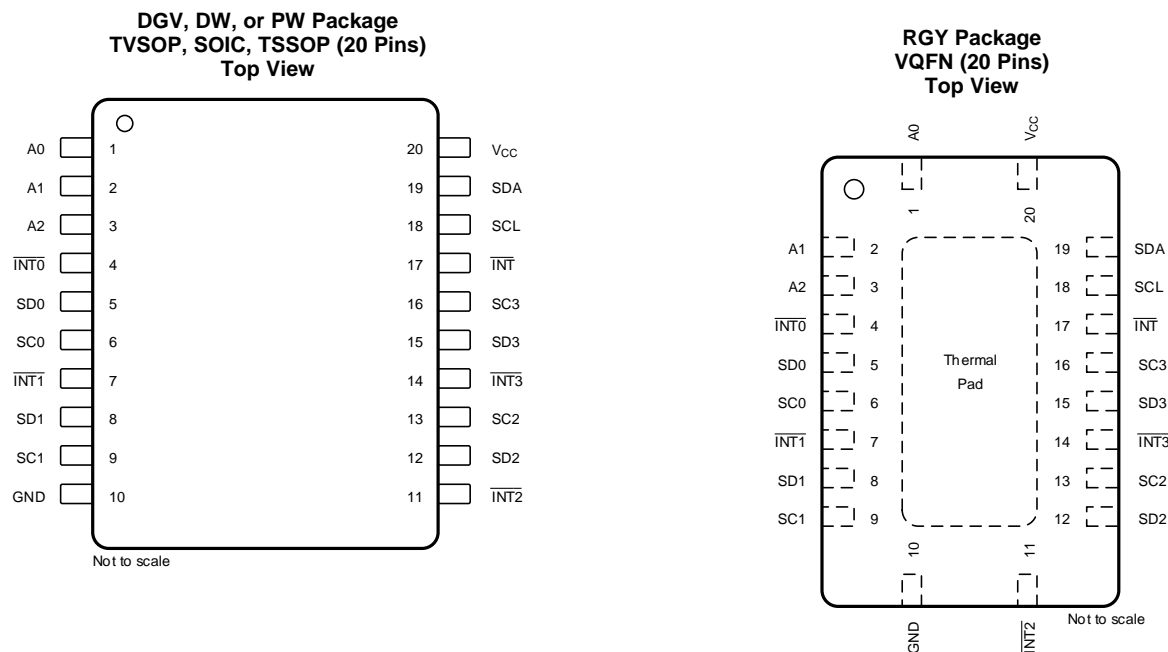 DGV, DW, or PW Package
TVSOP, SOIC, TSSOP (20 Pins)
Top View
A0 1 20 VCC
A1 2 19 SDA
A2 3 18 SCL
INT0 4 17 INT
SD0 5 16 SC3
SC0 6 15 SD3
INT1 7 14 INT3
SD1 8 13 SC2
SC1 9 12 SD2
GND 10 11 INT2
Not to scale
RGY Package
VQFN (20 Pins)
Top View
A0 VCC
1 20
A1 2 19 SDA
A2 3 18 SCL
INT0 4 17 INT
SD0 5 16 SC3
SC0 6 15 SD3
INT1 7 14 INT3
SD1 8 13 SC2
SC1 9 12 SD2
Thermal
Pad
10 11
GND INT2
Not to scale